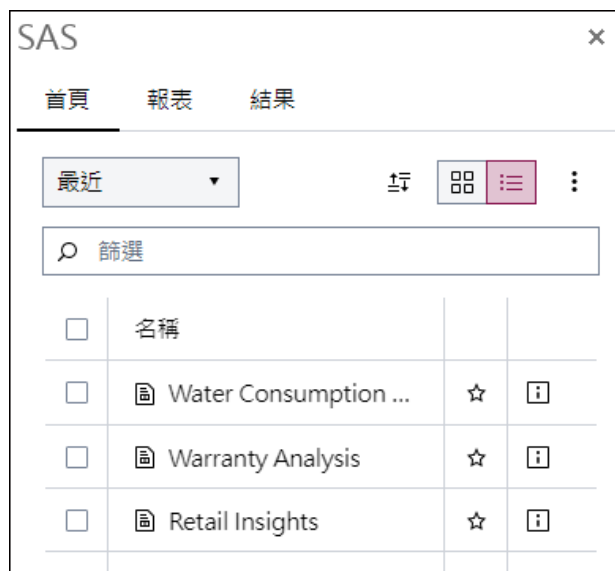 SAS
首頁 報表 結果
最近
篩選
名稱
Water Consumption ...
Warranty Analysis
Retail Insights